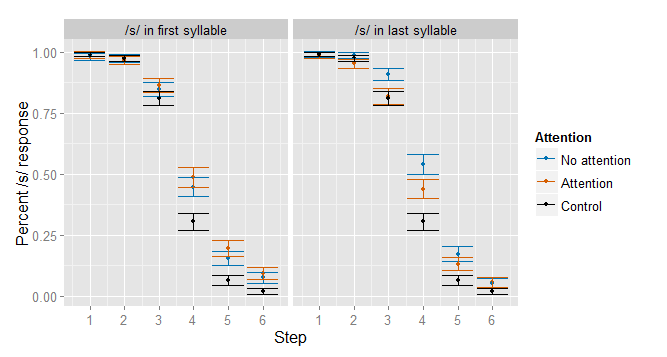 /s/ in first syllable
/s/ in last syllable
Percent /s/ response
1.00
0.75
0.50
0.25
0.00
1 2 3 4 5 6
1 2 3 4 5 6
Step
Attention
No attention
Attention
Control